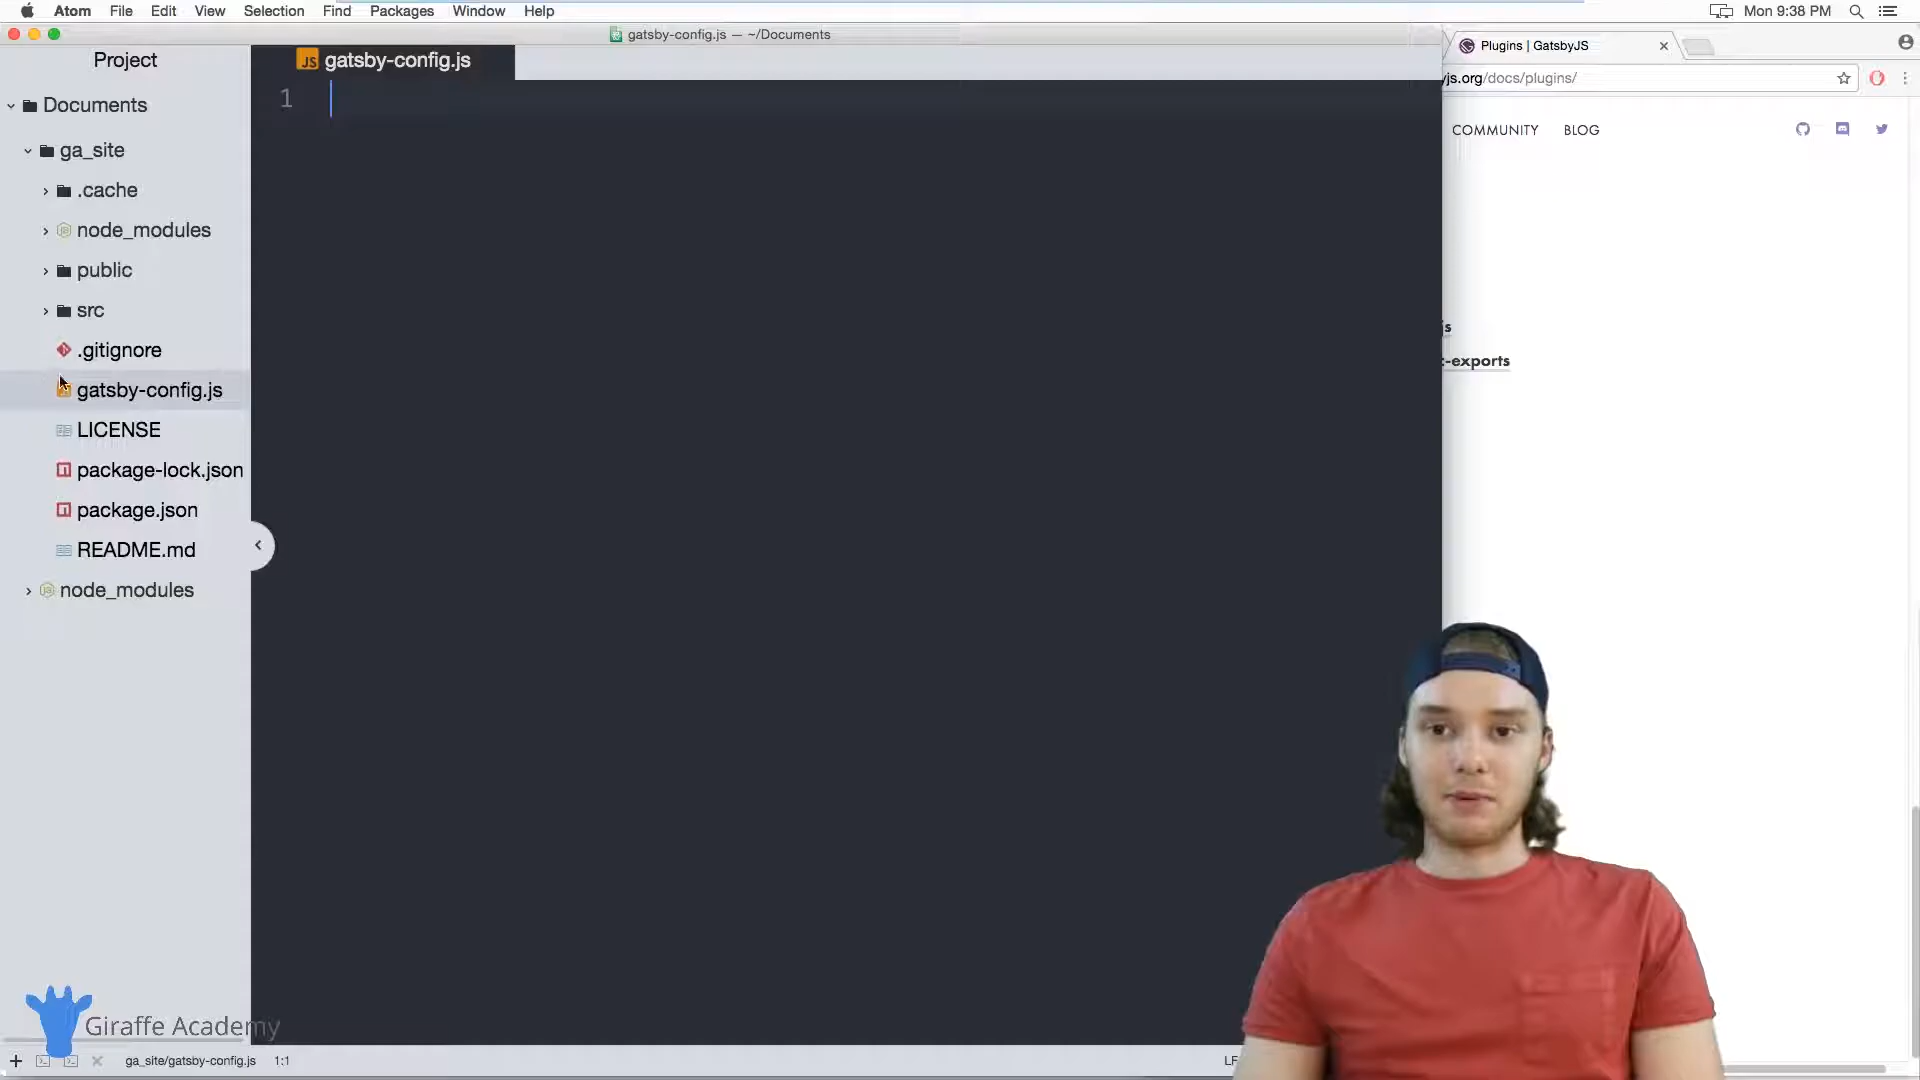 Atom File Edit View Selection Find Packages Window Help
Mon 9:38 PM
gatsby-config.js — ~/Documents
Plugins | GatsbyJS
yjs.org/docs/plugins/
Project
gatsby-config.js
1
Documents
ga_site
.cache
node_modules
public
src
.gitignore
gatsby-config.js
LICENSE
package-lock.json
package.json
README.md
node_modules
COMMUNITY BLOG
js
t-exports
Giraffe Academy
ga_site/gatsby-config.js 1:1
LF